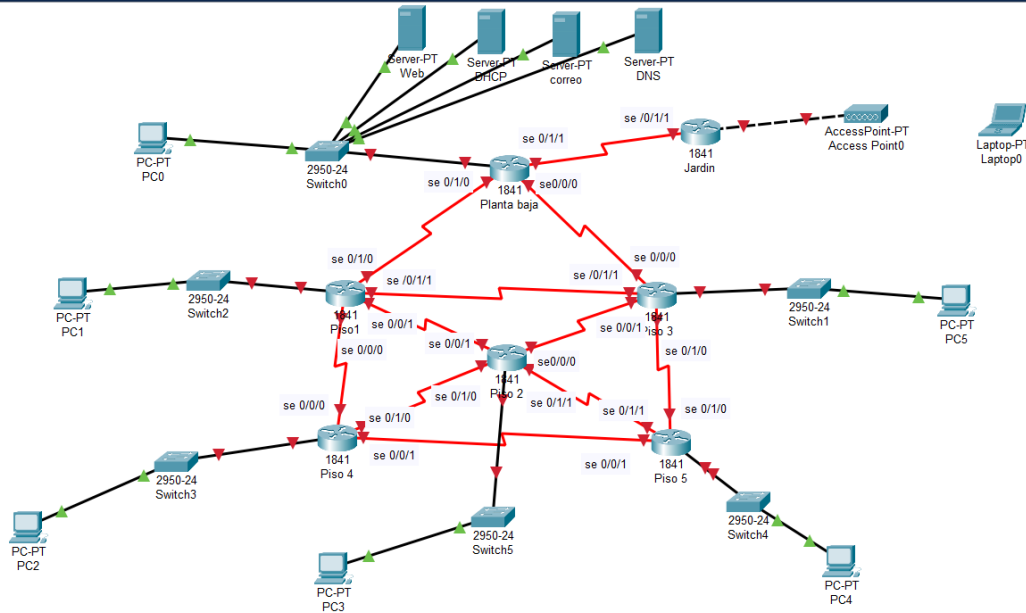 Server-PT
Web
Server-PT
DHCP
Server-PT
correo
Server-PT
DNS
se /0/1/1
AccessPoint-PT
Access Point0
Laptop-PT
Laptop0
PC-PT
PC0
2950-24
Switch0
se 0/1/1
1841
Jardin
se 0/1/0
1841
Planta baja
se0/0/0
se 0/1/0
se /0/1/1
se 0/0/0
se /0/1/1
PC-PT
PC1
2950-24
Switch2
1841
Piso1
se 0/0/1
se 0/0/1
1841
Piso 3
2950-24
Switch1
PC-PT
PC5
se 0/0/0
se 0/0/1
se0/0/0
se 0/1/0
1841
Piso 2
se 0/0/0
se 0/1/0
se 0/1/0
se 0/1/1
se 0/1/1
se 0/1/0
1841
Piso 4
se 0/0/1
se 0/0/1
1841
Piso 5
2950-24
Switch3
2950-24
Switch5
2950-24
Switch4
PC-PT
PC2
PC-PT
PC3
PC-PT
PC4